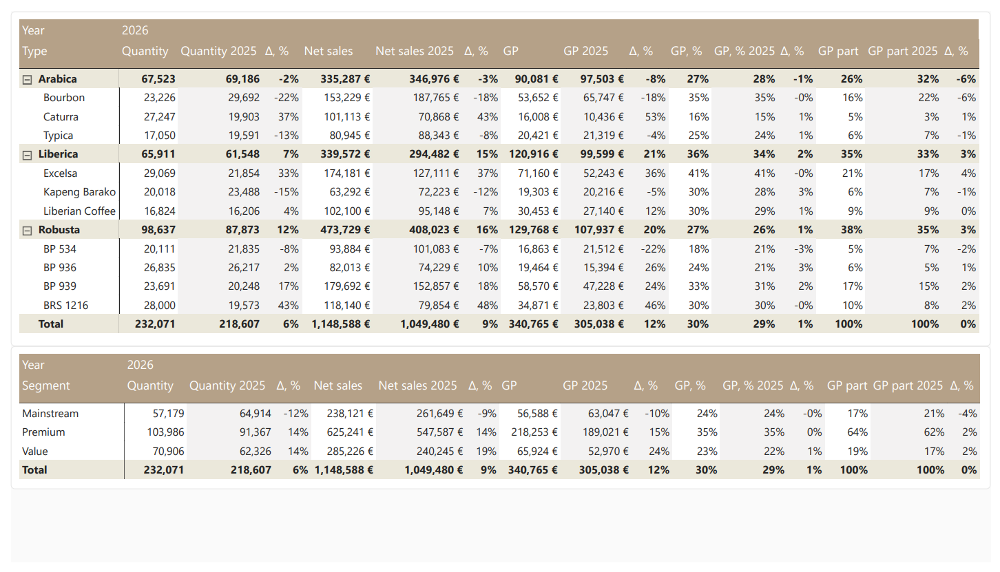 Year 2026
Type Quantity Quantity 2025 Δ, % Net sales Net sales 2025 Δ, % GP GP 2025 Δ, % GP, % GP, % 2025 Δ, % GP part GP part 2025 Δ, %
Arabica 67,523 69,186 -2% 335,287 € 346,976 € -3% 90,081 € 97,503 € -8% 27% 28% -1% 26% 32% -6%
Bourbon 23,226 29,692 -22% 153,229 € 187,765 € -18% 53,652 € 65,747 € -18% 35% 35% -0% 16% 22% -6%
Caturra 27,247 19,903 37% 101,113 € 70,868 € 43% 16,008 € 10,436 € 53% 16% 15% 1% 5% 3% 1%
Typica 17,050 19,591 -13% 80,945 € 88,343 € -8% 20,421 € 21,319 € -4% 25% 24% 1% 6% 7% -1%
Liberica 65,911 61,548 7% 339,572 € 294,482 € 15% 120,916 € 99,599 € 21% 36% 34% 2% 35% 33% 3%
Excelsa 29,069 21,854 33% 174,181 € 127,111 € 37% 71,160 € 52,243 € 36% 41% 41% -0% 21% 17% 4%
Kapeng Barako 20,018 23,488 -15% 63,292 € 72,223 € -12% 19,303 € 20,216 € -5% 30% 28% 3% 6% 7% -1%
Liberian Coffee 16,824 16,206 4% 102,100 € 95,148 € 7% 30,453 € 27,140 € 12% 30% 29% 1% 9% 9% 0%
Robusta 98,637 87,873 12% 473,729 € 408,023 € 16% 129,768 € 107,937 € 20% 27% 26% 1% 38% 35% 3%
BP 534 20,111 21,835 -8% 93,884 € 101,083 € -7% 16,863 € 21,512 € -22% 18% 21% -3% 5% 7% -2%
BP 936 26,835 26,217 2% 82,013 € 74,229 € 10% 19,464 € 15,394 € 26% 24% 21% 3% 6% 5% 1%
BP 939 23,691 20,248 17% 179,692 € 152,857 € 18% 58,570 € 47,228 € 24% 33% 31% 2% 17% 15% 2%
BRS 1216 28,000 19,573 43% 118,140 € 79,854 € 48% 34,871 € 23,803 € 46% 30% 30% -0% 10% 8% 2%
Total 232,071 218,607 6% 1,148,588 € 1,049,480 € 9% 340,765 € 305,038 € 12% 30% 29% 1% 100% 100% 0%
Year 2026
Segment Quantity Quantity 2025 Δ, % Net sales Net sales 2025 Δ, % GP GP 2025 Δ, % GP, % GP, % 2025 Δ, % GP part GP part 2025 Δ, %
Mainstream 57,179 64,914 -12% 238,121 € 261,649 € -9% 56,588 € 63,047 € -10% 24% 24% -0% 17% 21% -4%
Premium 103,986 91,367 14% 625,241 € 547,587 € 14% 218,253 € 189,021 € 15% 35% 35% 0% 64% 62% 2%
Value 70,906 62,326 14% 285,226 € 240,245 € 19% 65,924 € 52,970 € 24% 23% 22% 1% 19% 17% 2%
Total 232,071 218,607 6% 1,148,588 € 1,049,480 € 9% 340,765 € 305,038 € 12% 30% 29% 1% 100% 100% 0%